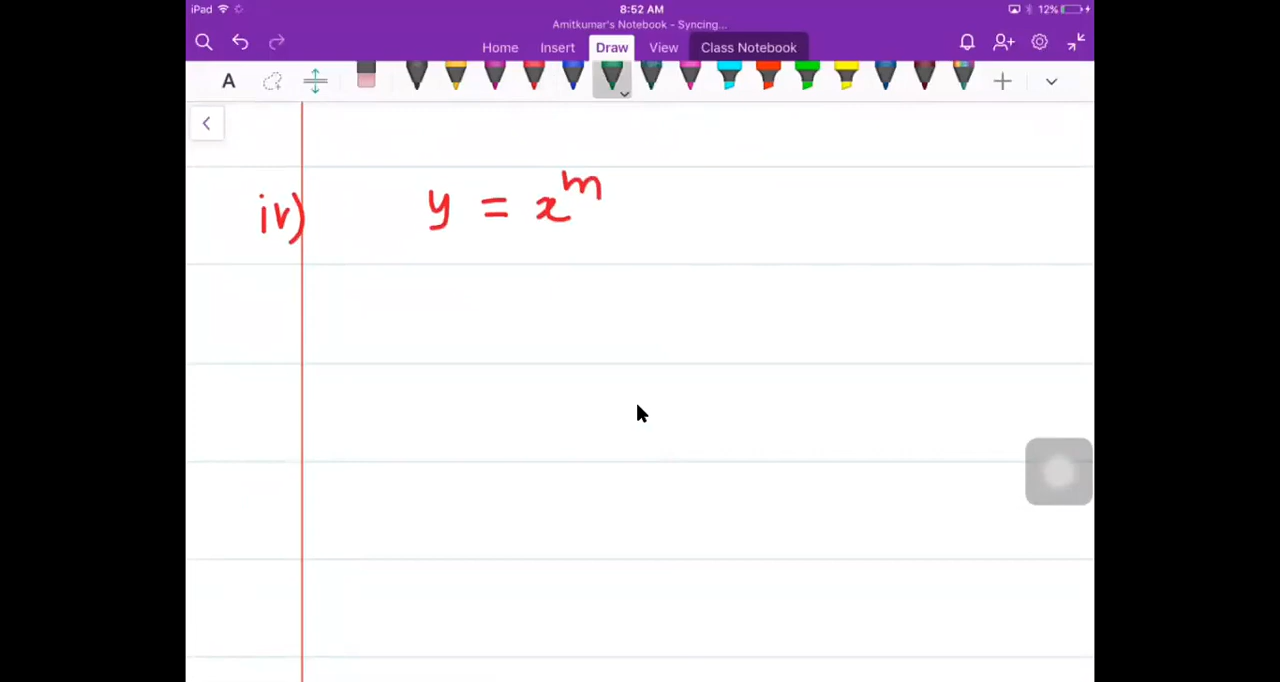 iPad 8:52 AM 12%
Amitkumar's Notebook - Syncing...
Home Insert Draw View Class Notebook
A
iv) y = x^m